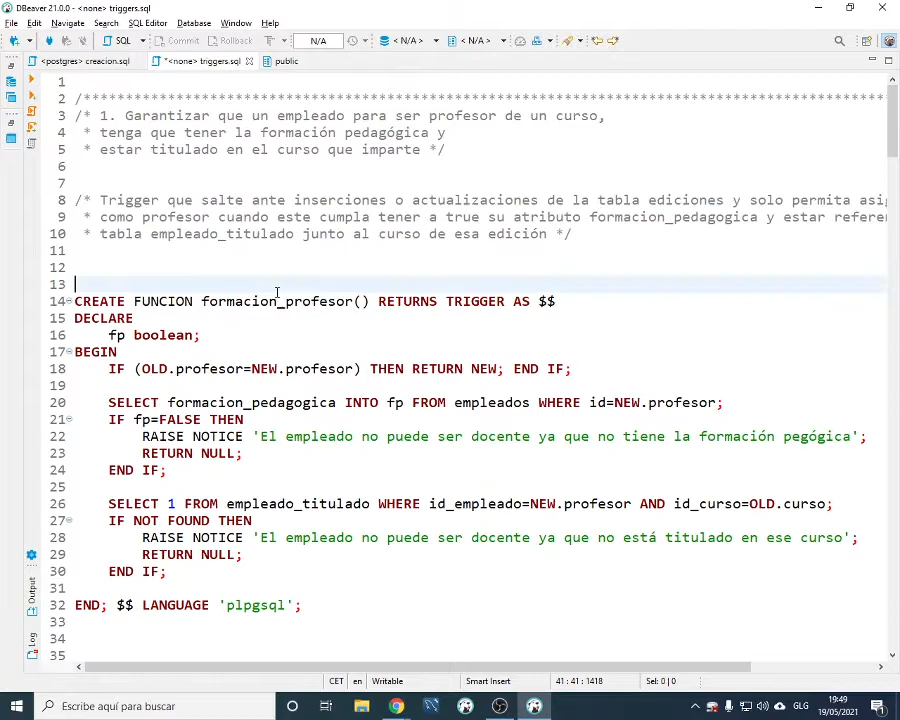 DBeaver 21.0.0 - <none> triggers.sql
File Edit Navigate Search SQL Editor Database Window Help
SQL Commit Rollback T N/A < N/A > < N/A >
<postgres> creacion.sql *<none> triggers.sql public
1
2 /************************************************************************************************
3 /* 1. Garantizar que un empleado para ser profesor de un curso,
4 * tenga que tener la formación pedagógica y
5 * estar titulado en el curso que imparte */
6
7
8 /* Trigger que salte ante inserciones o actualizaciones de la tabla ediciones y solo permita asig
9 * como profesor cuando este cumpla tener a true su atributo formacion_pedagogica y estar referen
10 * tabla empleado_titulado junto al curso de esa edición */
11
12
13
14 CREATE FUNCION formacion_profesor() RETURNS TRIGGER AS $$
15 DECLARE
16 fp boolean;
17 BEGIN
18 IF (OLD.profesor=NEW.profesor) THEN RETURN NEW; END IF;
19
20 SELECT formacion_pedagogica INTO fp FROM empleados WHERE id=NEW.profesor;
21 IF fp=FALSE THEN
22 RAISE NOTICE 'El empleado no puede ser docente ya que no tiene la formación pegógica';
23 RETURN NULL;
24 END IF;
25
26 SELECT 1 FROM empleado_titulado WHERE id_empleado=NEW.profesor AND id_curso=OLD.curso;
27 IF NOT FOUND THEN
28 RAISE NOTICE 'El empleado no puede ser docente ya que no está titulado en ese curso';
29 RETURN NULL;
30 END IF;
31
32 END; $$ LANGUAGE 'plpgsql';
33
34
35
Output
Log
CET en Writable Smart Insert 41 : 41 : 1418 Sel: 0 | 0
Escribe aquí para buscar
GLG
19:49
19/05/2021
1